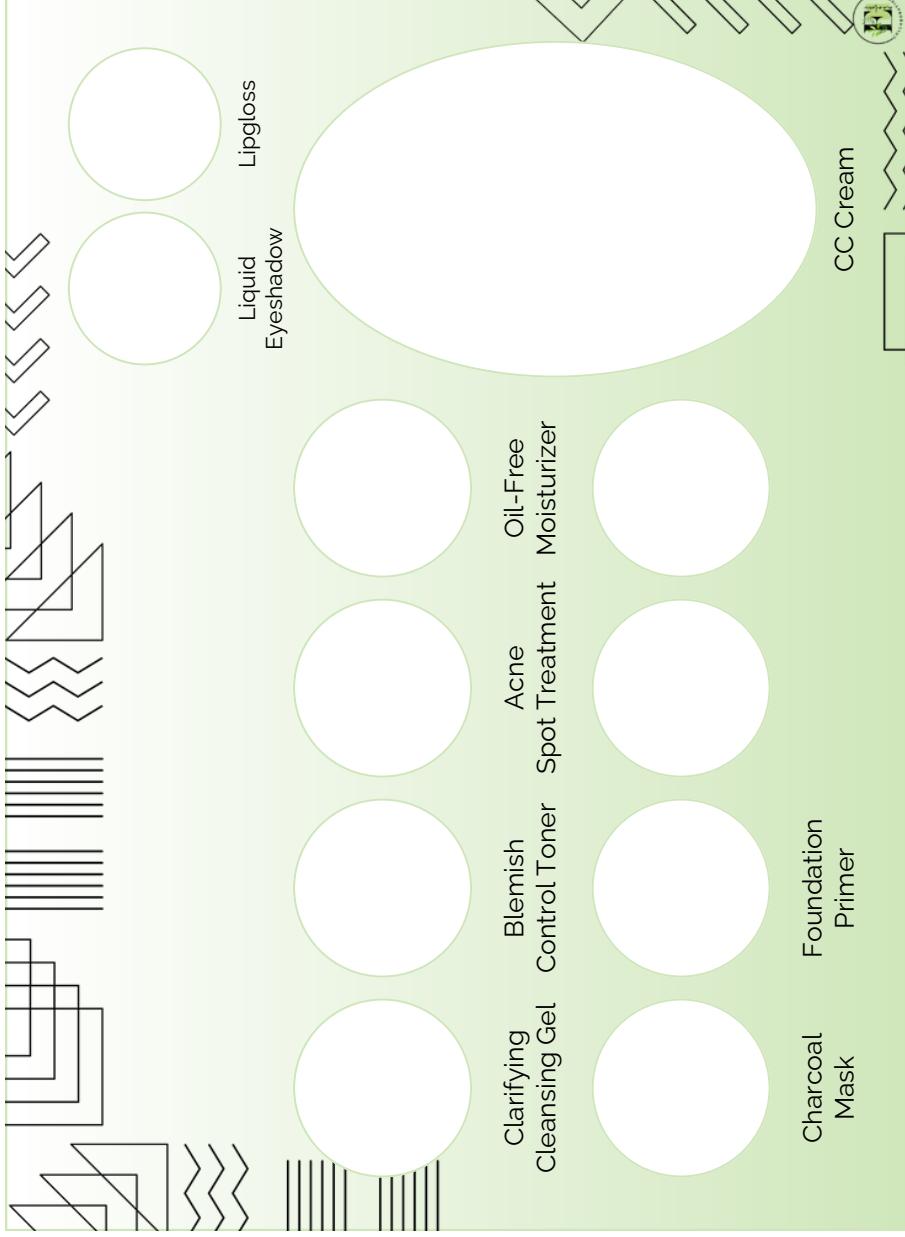 Clarifying
Cleansing Gel
Blemish
Control Toner
Acne
Spot Treatment
Oil-Free
Moisturizer
Liquid
Eyeshadow
Lipgloss
Charcoal
Mask
Foundation
Primer
CC Cream